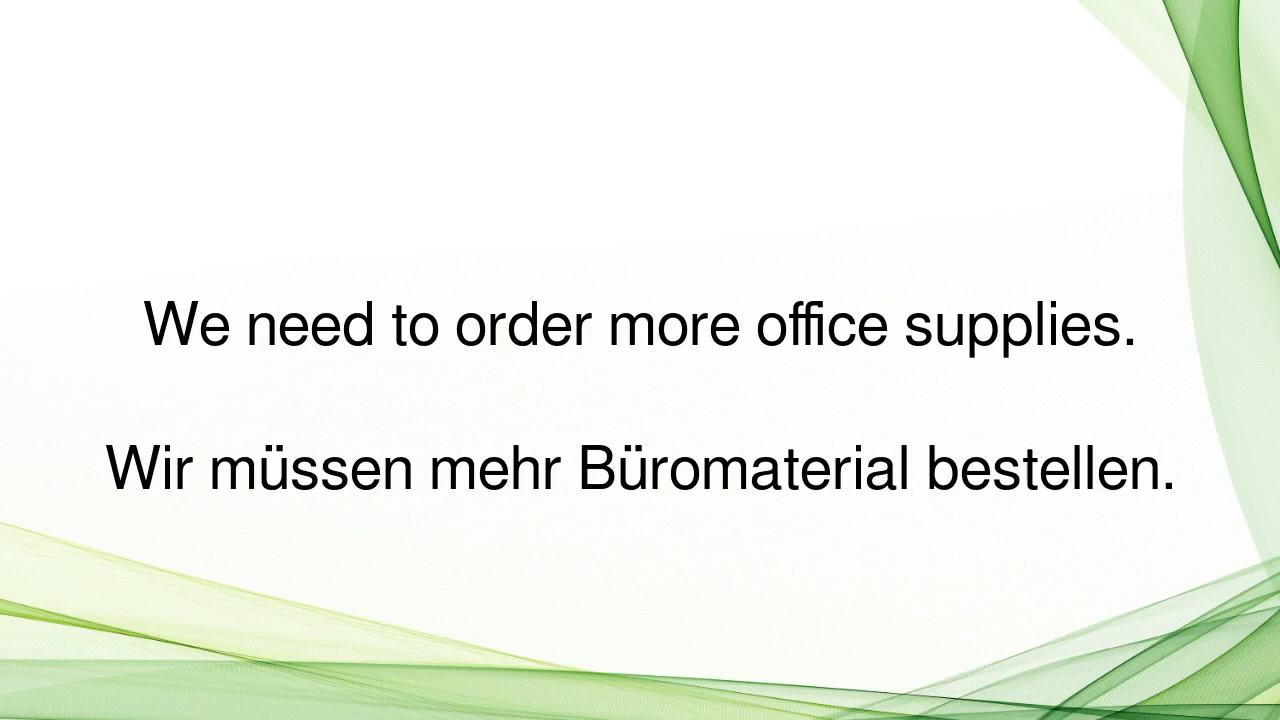 We need to order more office supplies.
Wir müssen mehr Büromaterial bestellen.